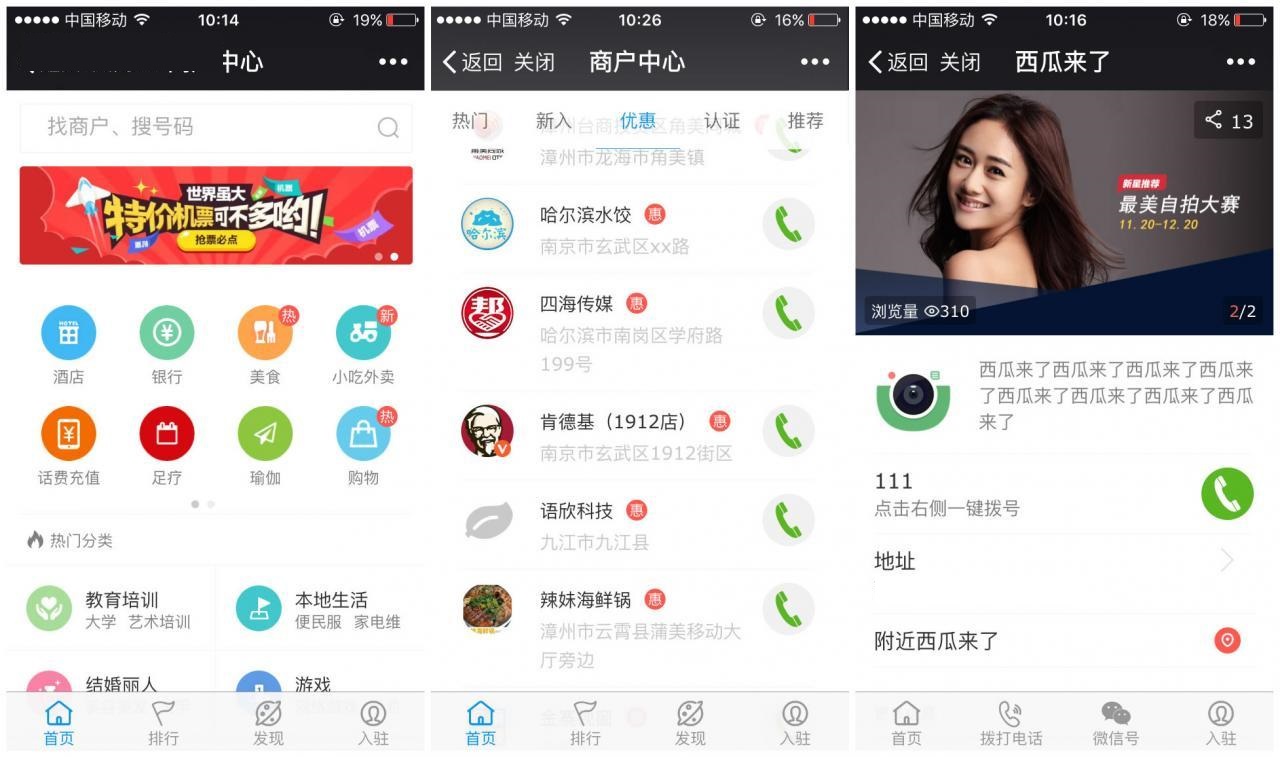 中国移动 10:14 19%
中心
找商户、搜号码
世界虽大
机票
特价机票可不多哟!
抢票必点
机票
HOTEL
热
新
酒店
银行
美食
小吃外卖
热
话费充值
足疗
瑜伽
购物
热门分类
教育培训
大学 艺术培训
本地生活
便民服 家电维
结婚丽人
游戏
首页
排行
发现
入驻
中国移动 10:26 16%
返回 关闭 商户中心
热门
新入
优惠
认证
推荐
漳州台商投资区角美商城
漳州市龙海市角美镇
哈尔滨
哈尔滨水饺 惠
南京市玄武区xx路
帮
四海传媒 惠
哈尔滨市南岗区学府路
199号
肯德基（1912店） 惠
南京市玄武区1912街区
语欣科技 惠
九江市九江县
辣妹海鲜锅 惠
漳州市云霄县蒲美移动大
厅旁边
首页
排行
发现
入驻
中国移动 10:16 18%
返回 关闭 西瓜来了
13
新星推荐
最美自拍大赛
11.20-12.20
浏览量 310
2/2
西瓜来了西瓜来了西瓜来了西瓜来
了西瓜来了西瓜来了西瓜来了西瓜
来了
111
点击右侧一键拨号
地址
附近西瓜来了
首页
拨打电话
微信号
入驻